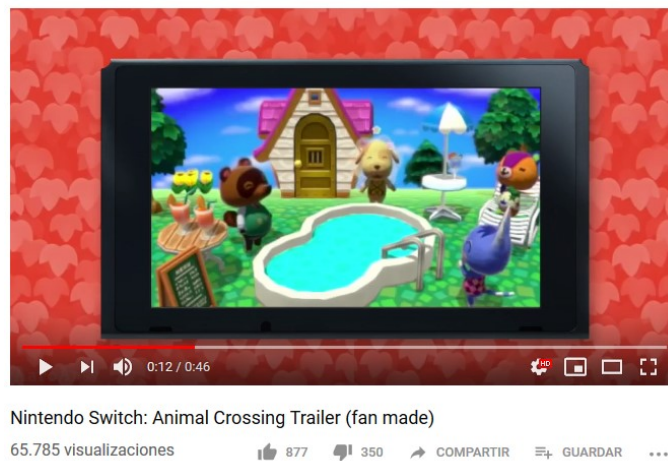 0:12 / 0:46
HD
Nintendo Switch: Animal Crossing Trailer (fan made)
65.785 visualizaciones
877
350
COMPARTIR
GUARDAR